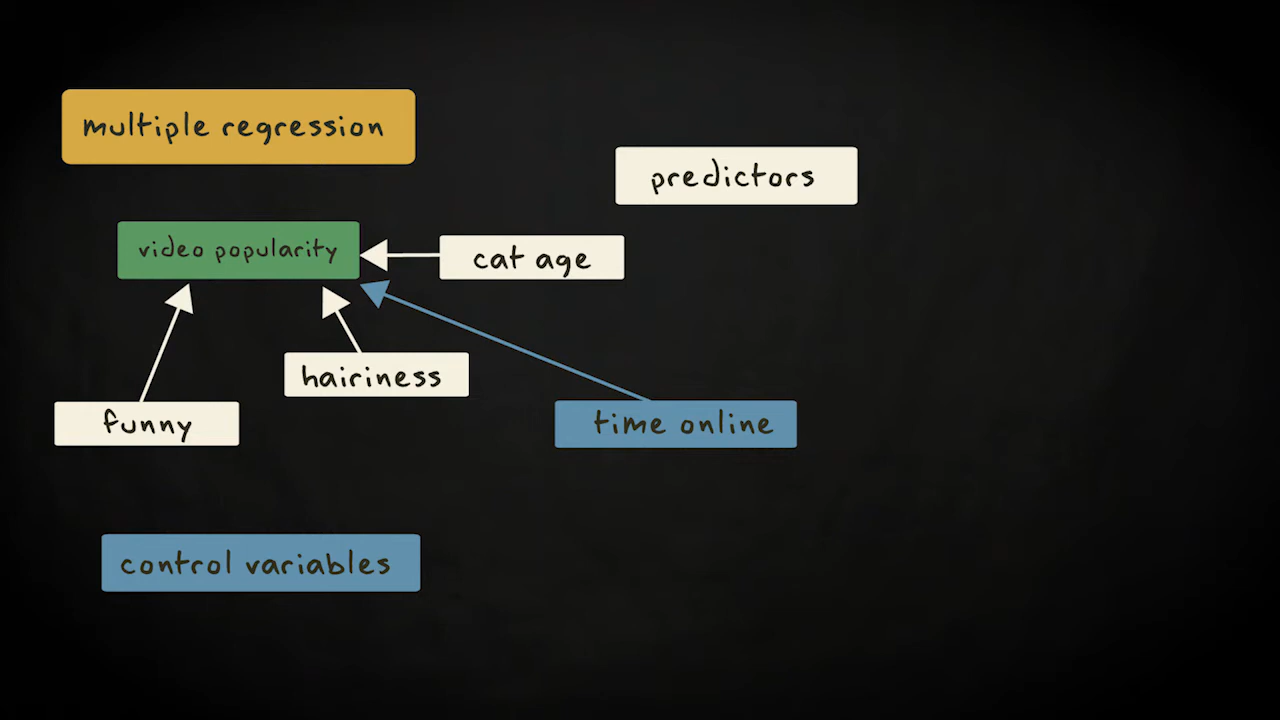 multiple regression
predictors
video popularity
cat age
hairiness
funny
time online
control variables